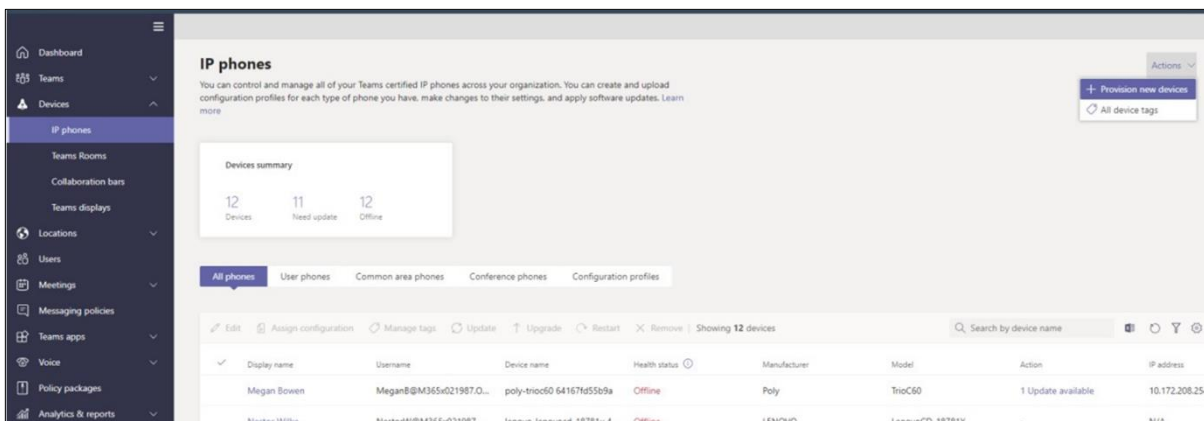 Dashboard
Teams
Devices
IP phones
Teams Rooms
Collaboration bars
Teams displays
Locations
Users
Meetings
Messaging policies
Teams apps
Voice
Policy packages
Analytics & reports
IP phones
You can control and manage all of your Teams certified IP phones across your organization. You can create and upload
configuration profiles for each type of phone you have, make changes to their settings, and apply software updates. Learn
more
Actions
+ Provision new devices
All device tags
Devices summary
12 11 12
Devices Need update Offline
All phones User phones Common area phones Conference phones Configuration profiles
Edit Assign configuration Manage tags Update Upgrade Restart Remove | Showing 12 devices Search by device name
Display name Username Device name Health status Manufacturer Model Action IP address
Megan Bowen MeganB@M365x021987.O... poly-trioc60 64167fd55b9a Offline Poly TrioC60 1 Update available 10.172.208.25
Offline LENOVO N/A